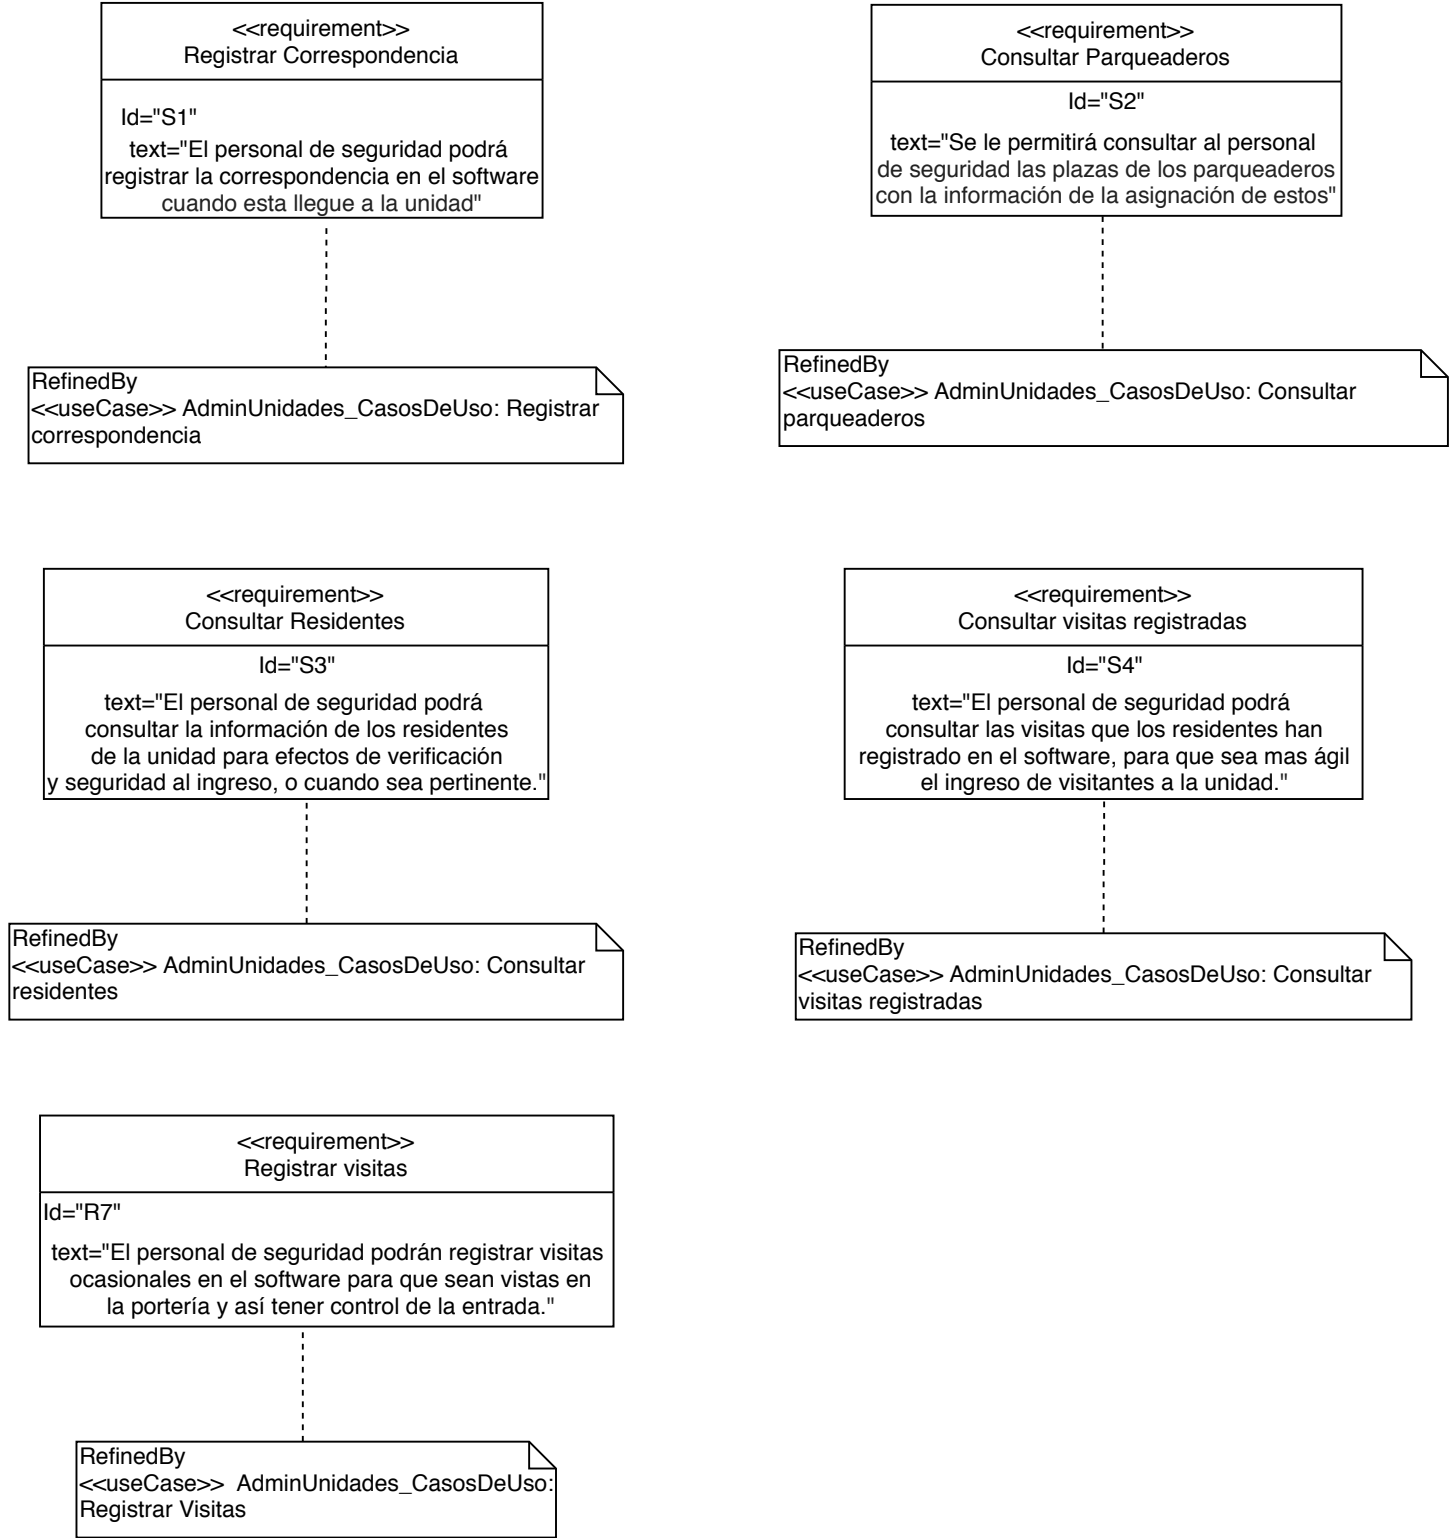 <<requirement>>
Registrar Correspondencia
Id="S1"
text="El personal de seguridad podrá
registrar la correspondencia en el software
cuando esta llegue a la unidad"
RefinedBy
<<useCase>> AdminUnidades_CasosDeUso: Registrar
correspondencia
<<requirement>>
Consultar Parqueaderos
Id="S2"
text="Se le permitirá consultar al personal
de seguridad las plazas de los parqueaderos
con la información de la asignación de estos"
RefinedBy
<<useCase>> AdminUnidades_CasosDeUso: Consultar
parqueaderos
<<requirement>>
Consultar Residentes
Id="S3"
text="El personal de seguridad podrá
consultar la información de los residentes
de la unidad para efectos de verificación
y seguridad al ingreso, o cuando sea pertinente."
RefinedBy
<<useCase>> AdminUnidades_CasosDeUso: Consultar
residentes
<<requirement>>
Consultar visitas registradas
Id="S4"
text="El personal de seguridad podrá
consultar las visitas que los residentes han
registrado en el software, para que sea mas ágil
el ingreso de visitantes a la unidad."
RefinedBy
<<useCase>> AdminUnidades_CasosDeUso: Consultar
visitas registradas
<<requirement>>
Registrar visitas
Id="R7"
text="El personal de seguridad podrán registrar visitas
ocasionales en el software para que sean vistas en
la portería y así tener control de la entrada."
RefinedBy
<<useCase>>  AdminUnidades_CasosDeUso:
Registrar Visitas